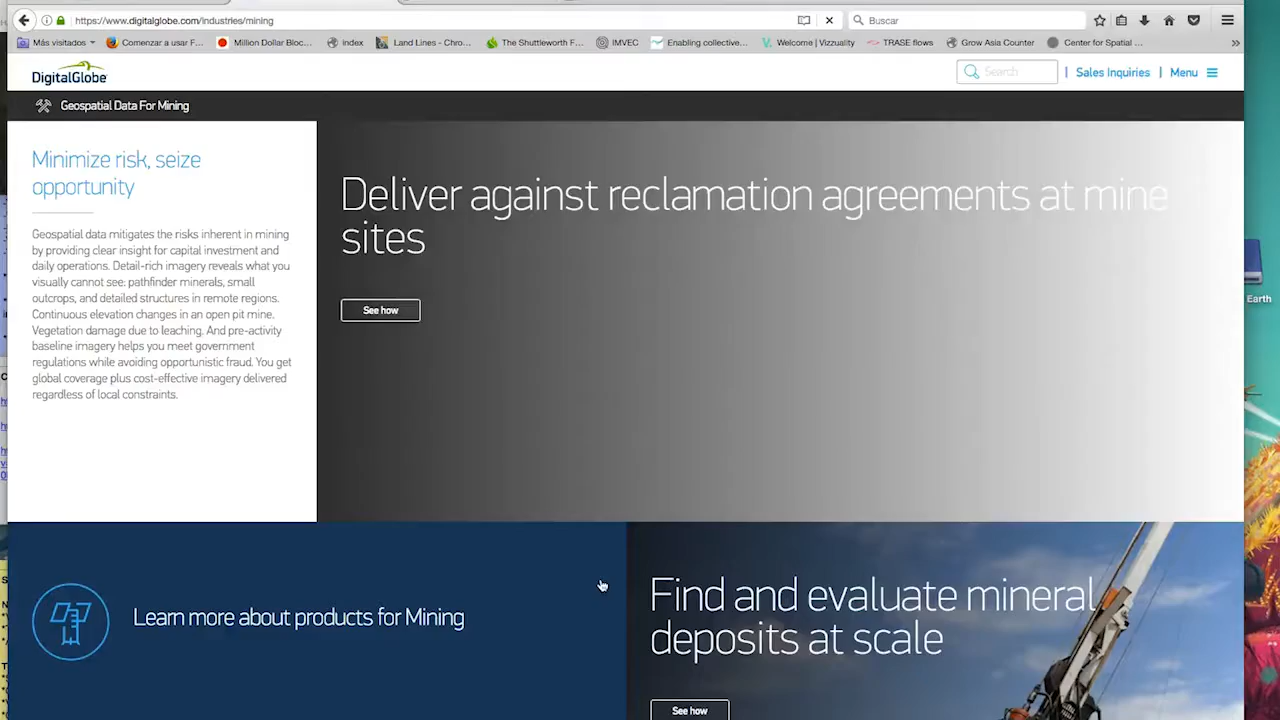 https://www.digitalglobe.com/industries/mining
Buscar
Más visitados
Comenzar a usar F...
Million Dollar Bloc...
Index
Land Lines - Chro...
The Shuttleworth F...
IMVEC
Enabling collective...
Welcome | Vizzuality
TRASE flows
Grow Asia Counter
Center for Spatial ...
DigitalGlobe
Search
Sales Inquiries
Menu
Geospatial Data For Mining
Minimize risk, seize
opportunity
Geospatial data mitigates the risks inherent in mining
by providing clear insight for capital investment and
daily operations. Detail-rich imagery reveals what you
visually cannot see: pathfinder minerals, small
outcrops, and detailed structures in remote regions.
Continuous elevation changes in an open pit mine.
Vegetation damage due to leaching. And pre-activity
baseline imagery helps you meet government
regulations while avoiding opportunistic fraud. You get
global coverage plus cost-effective imagery delivered
regardless of local constraints.
Deliver against reclamation agreements at mine
sites
See how
Earth
Learn more about products for Mining
Find and evaluate mineral
deposits at scale
See how